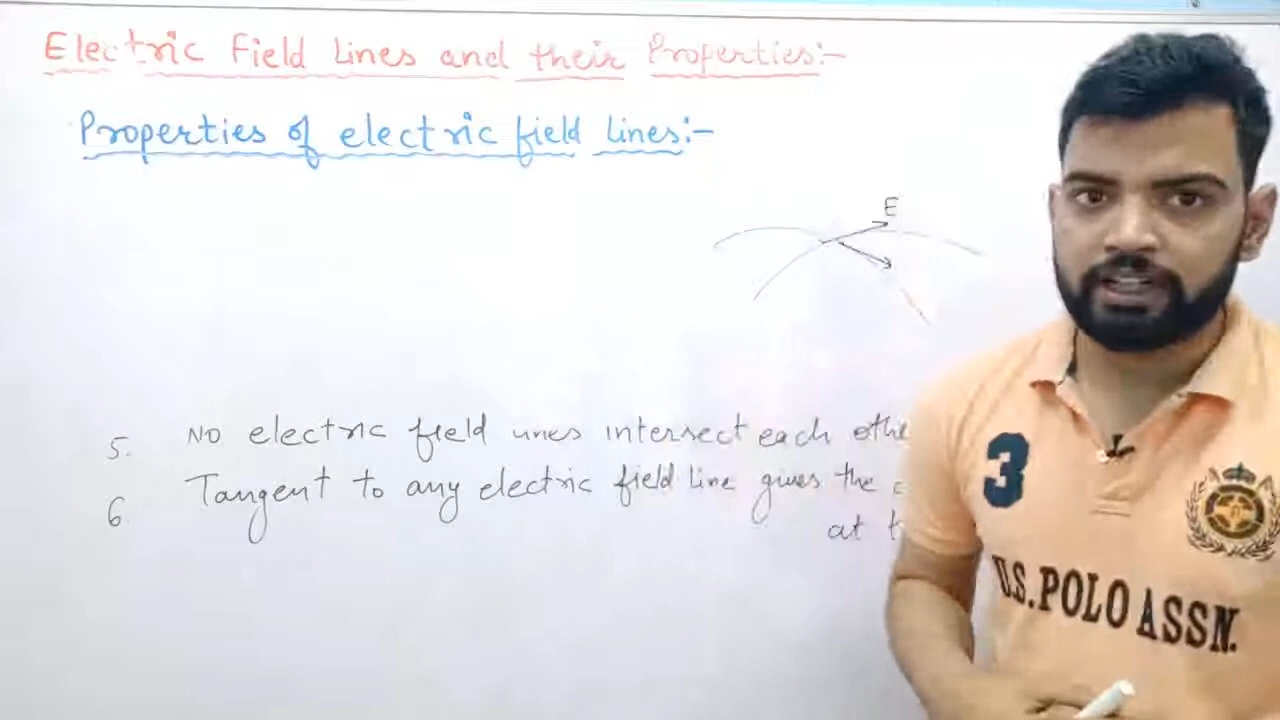 Electric Field Lines and their Properties:-
Properties of electric field lines:-
E
5. No electric field lines intersect each othe
6. Tangent to any electric field line gives the
at
3
U.S. POLO ASSN.